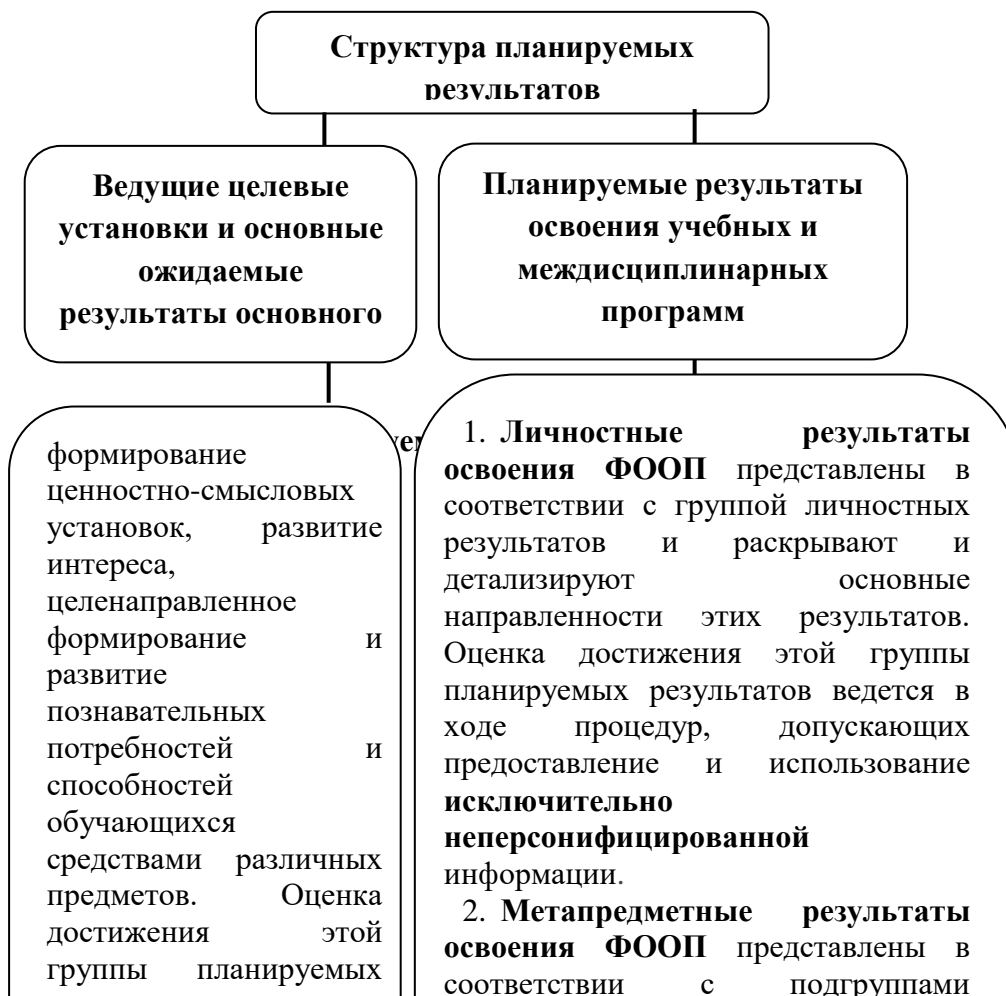 Структура планируемых
результатов
Ведущие целевые
установки и основные
ожидаемые
результаты основного
Планируемые результаты
освоения учебных и
междисциплинарных
программ
формирование
ценностно-смысловых
установок, развитие
интереса,
целенаправленное
формирование и
развитие
познавательных
потребностей и
способностей
обучающихся
средствами различных
предметов. Оценка
достижения этой
группы планируемых
1. Личностные результаты
освоения ФООП представлены в
соответствии с группой личностных
результатов и раскрывают и
детализируют основные
направленности этих результатов.
Оценка достижения этой группы
планируемых результатов ведется в
ходе процедур, допускающих
предоставление и использование
исключительно
неперсонифицированной
информации.
2. Метапредметные результаты
освоения ФООП представлены в
соответствии с подгруппами